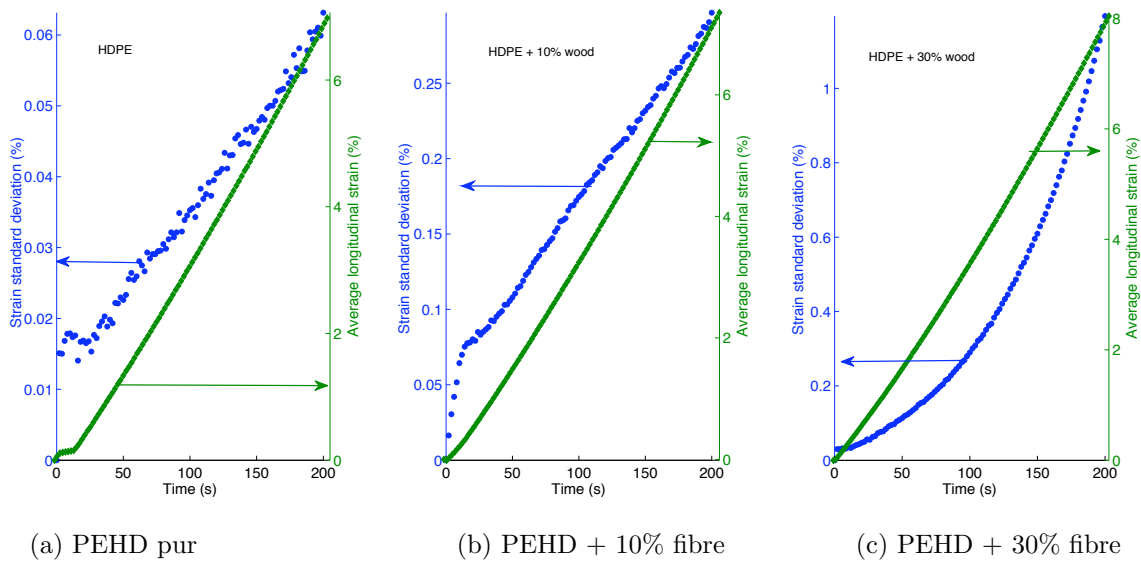 HDPE
Strain standard deviation (%)
0.06
0.05
0.04
0.03
0.02
0.01
0
Average longitudinal strain (%)
6
4
2
0
0 50 100 150 200
Time (s)
(a) PEHD pur
HDPE + 10% wood
Strain standard deviation (%)
0.25
0.2
0.15
0.1
0.05
0
Average longitudinal strain (%)
6
4
2
0
0 50 100 150 200
Time (s)
(b) PEHD + 10% fibre
HDPE + 30% wood
Strain standard deviation (%)
1
0.8
0.6
0.4
0.2
0
Average longitudinal strain (%)
8
6
4
2
0
0 50 100 150 200
Time (s)
(c) PEHD + 30% fibre